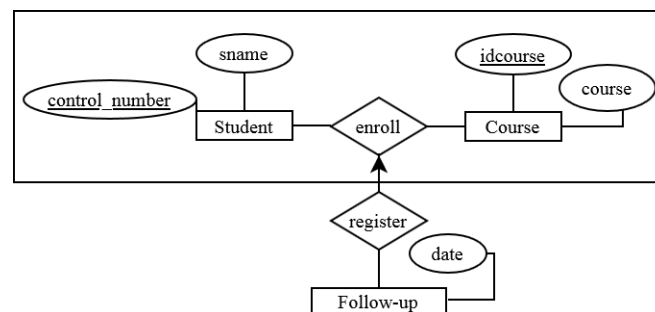 sname
idcourse
control_number
course
Student
enroll
Course
register
date
Follow-up